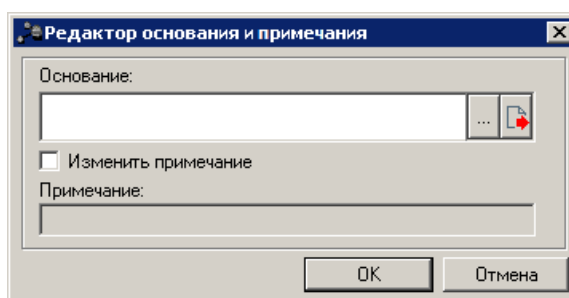 Редактор основания и примечания
Основание:
...
Изменить примечание
Примечание:
OK
Отмена